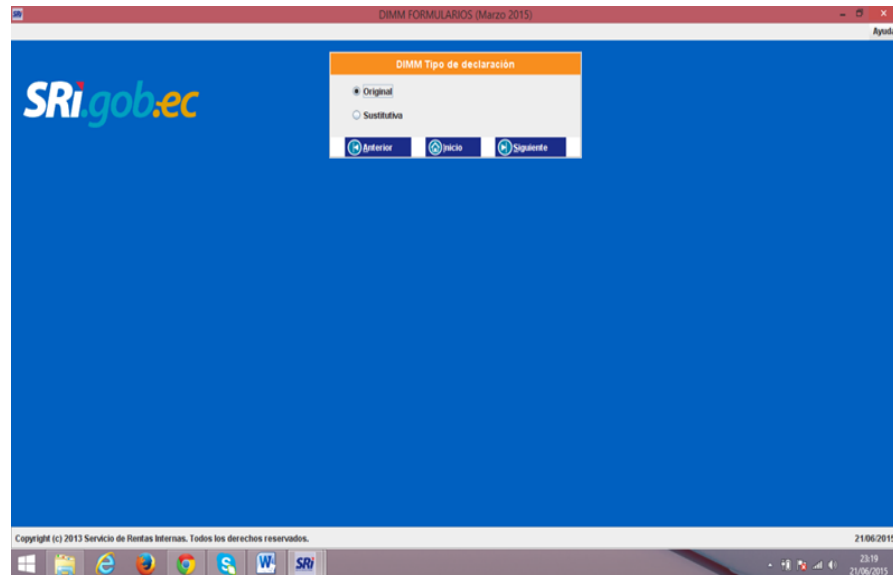 SRi
DIMM FORMULARIOS (Marzo 2015)
Ayuda
SRi.gob.ec
DIMM Tipo de declaración
Original
Sustitutiva
Anterior
Inicio
Siguiente
Copyright (c) 2013 Servicio de Rentas Internas. Todos los derechos reservados.
21/06/2015
SRi
23:19
21/06/2015